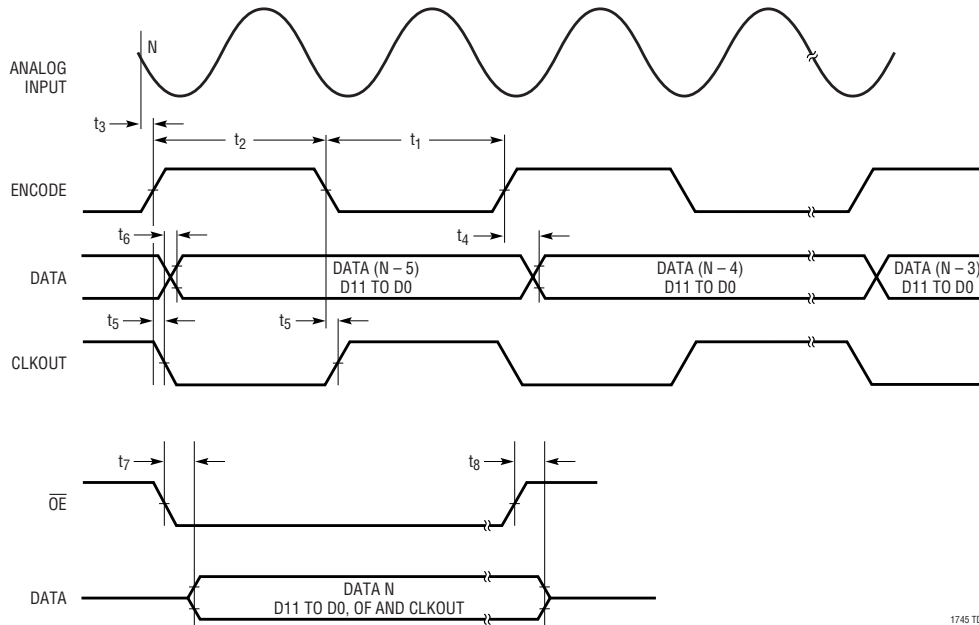 ANALOG
INPUT
N
t3
t2
t1
ENCODE
t6
t4
DATA
DATA (N – 5)
D11 TO D0
DATA (N – 4)
D11 TO D0
DATA (N – 3)
D11 TO D0
t5
t5
CLKOUT
t7
t8
OE
DATA
DATA N
D11 TO D0, OF AND CLKOUT